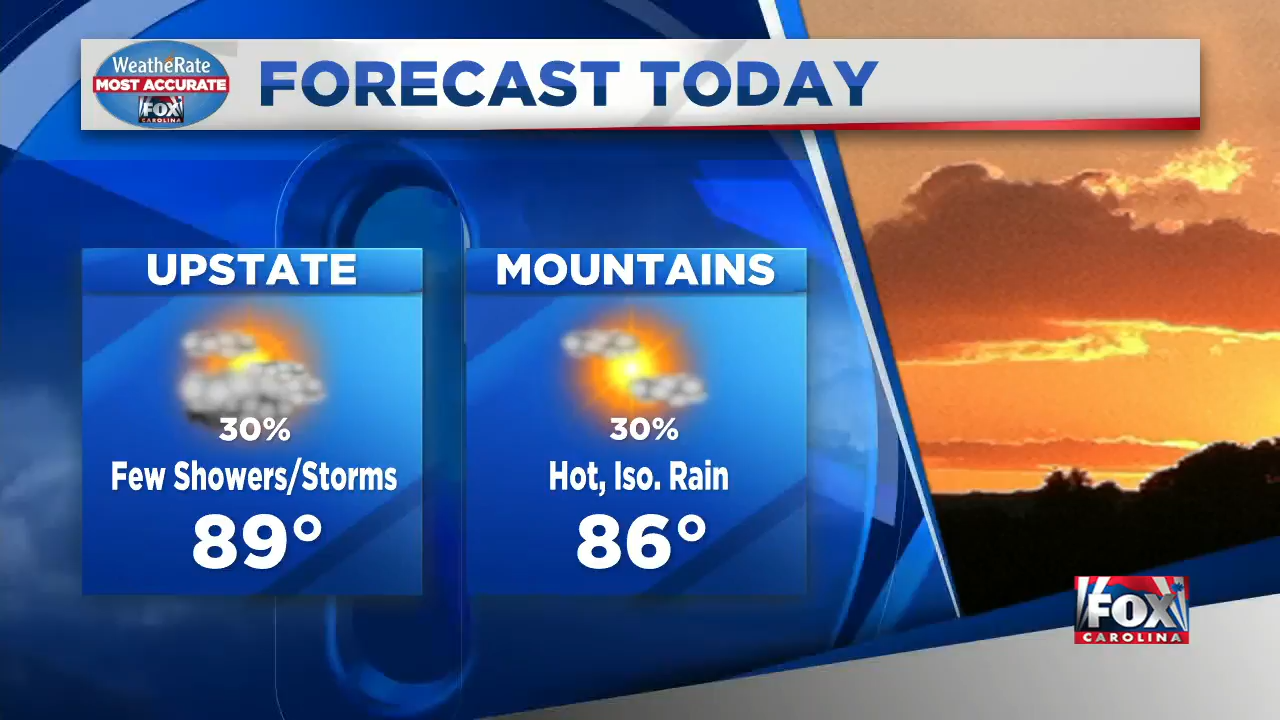 WeatheRate
MOST ACCURATE
FOX
CAROLINA
FORECAST TODAY
UPSTATE
30%
Few Showers/Storms
89°
MOUNTAINS
30%
Hot, Iso. Rain
86°
FOX
CAROLINA